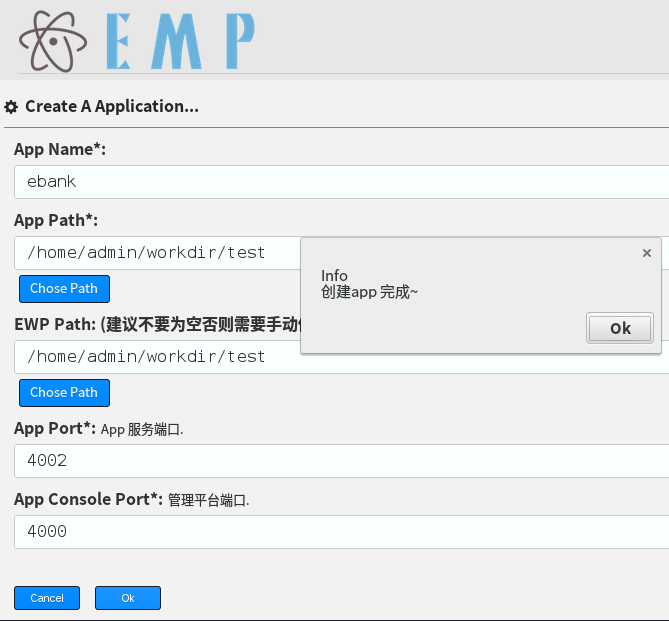 EMP
Create A Application...
App Name*:
ebank
App Path*:
/home/admin/workdir/test
Chose Path
Info
创建app 完成~
Ok
EWP Path: (建议不要为空否则需要手动
/home/admin/workdir/test
Chose Path
App Port*: App 服务端口.
4002
App Console Port*: 管理平台端口.
4000
Cancel
Ok